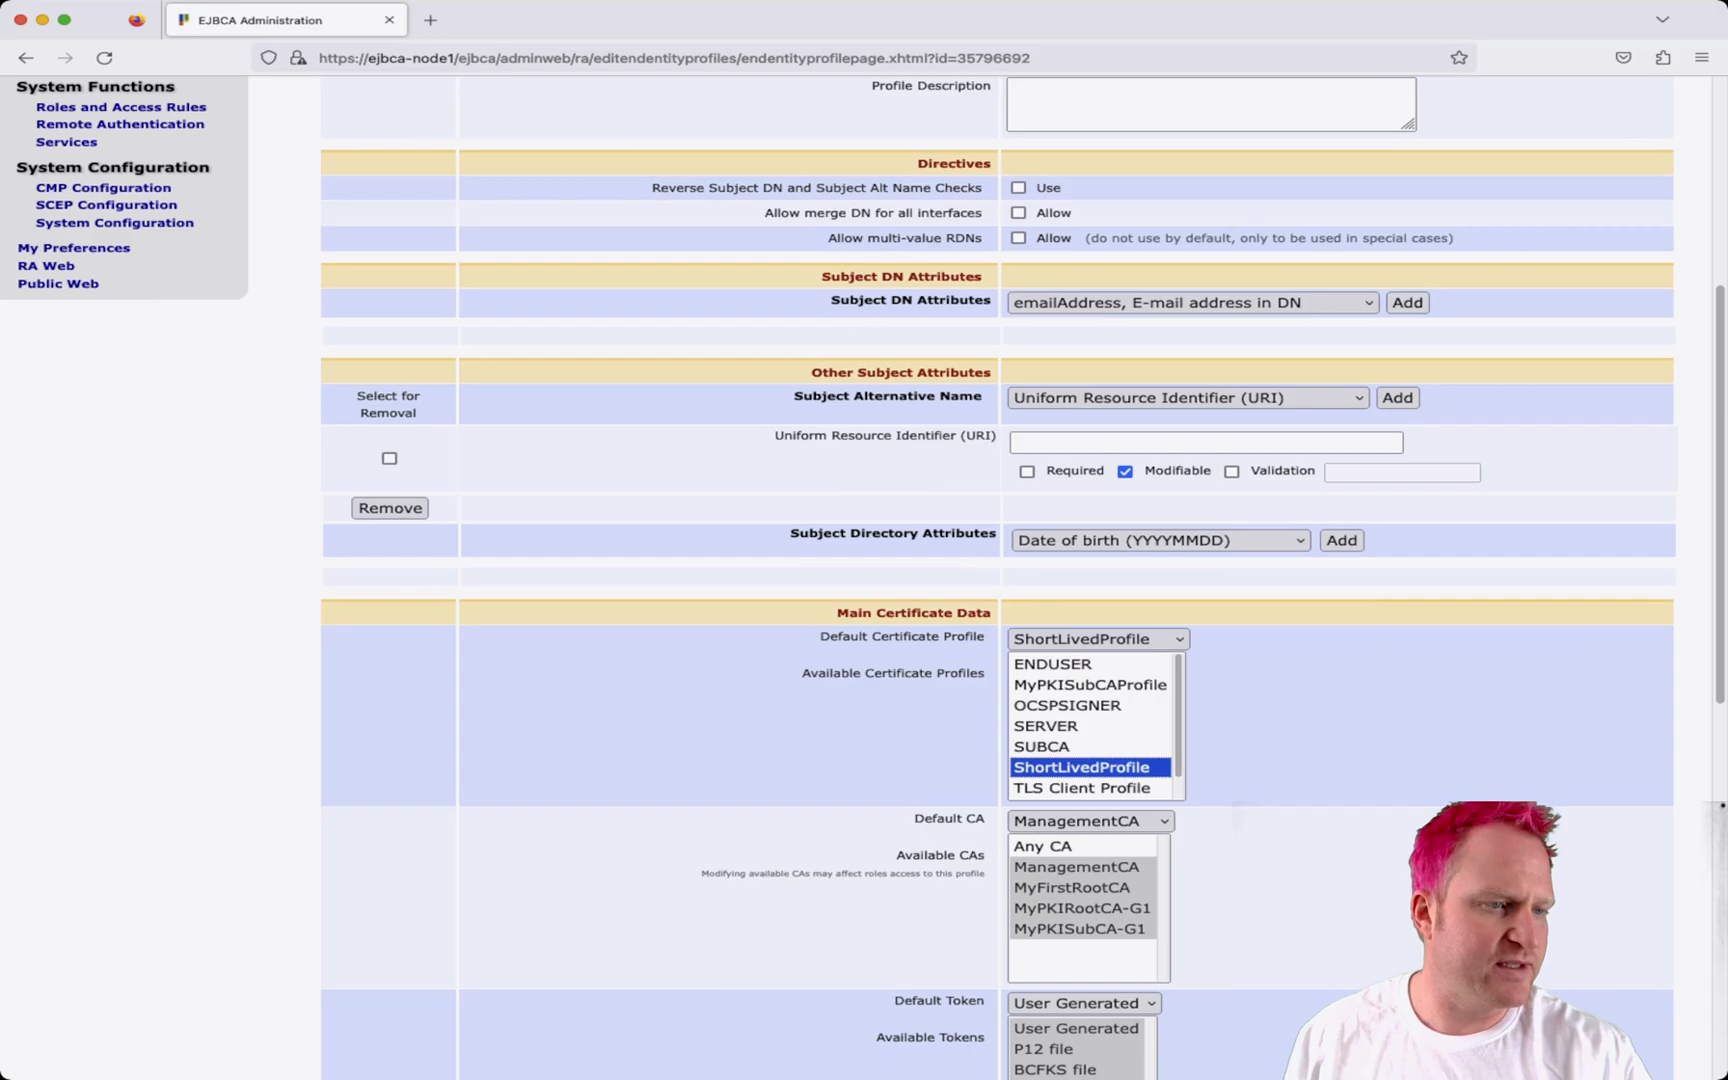 EJBCA Administration
https://ejbca-node1/ejbca/adminweb/ra/editendentityprofiles/endentityprofilepage.xhtml?id=35796692
System Functions
Roles and Access Rules
Remote Authentication
Services
System Configuration
CMP Configuration
SCEP Configuration
System Configuration
My Preferences
RA Web
Public Web
Profile Description
Directives
Reverse Subject DN and Subject Alt Name Checks Use
Allow merge DN for all interfaces Allow
Allow multi-value RDNs Allow (do not use by default, only to be used in special cases)
Subject DN Attributes
Subject DN Attributes emailAddress, E-mail address in DN Add
Other Subject Attributes
Select for
Removal
Subject Alternative Name Uniform Resource Identifier (URI) Add
Uniform Resource Identifier (URI)
Required Modifiable Validation
Remove
Subject Directory Attributes Date of birth (YYYYMMDD) Add
Main Certificate Data
Default Certificate Profile ShortLivedProfile
Available Certificate Profiles
ENDUSER
MyPKISubCAProfile
OCSPSIGNER
SERVER
SUBCA
ShortLivedProfile
TLS Client Profile
Default CA ManagementCA
Available CAs
Modifying available CAs may affect roles access to this profile
Any CA
ManagementCA
MyFirstRootCA
MyPKIRootCA-G1
MyPKISubCA-G1
Default Token User Generated
Available Tokens
User Generated
P12 file
BCFKS file